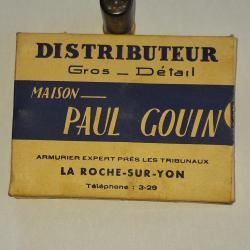 DISTRIBUTEUR
Gros _ Détail
MAISON
PAUL GOUIN
ARMURIER EXPERT PRÈS LES TRIBUNAUX
LA ROCHE-SUR-YON
Téléphone : 3-29